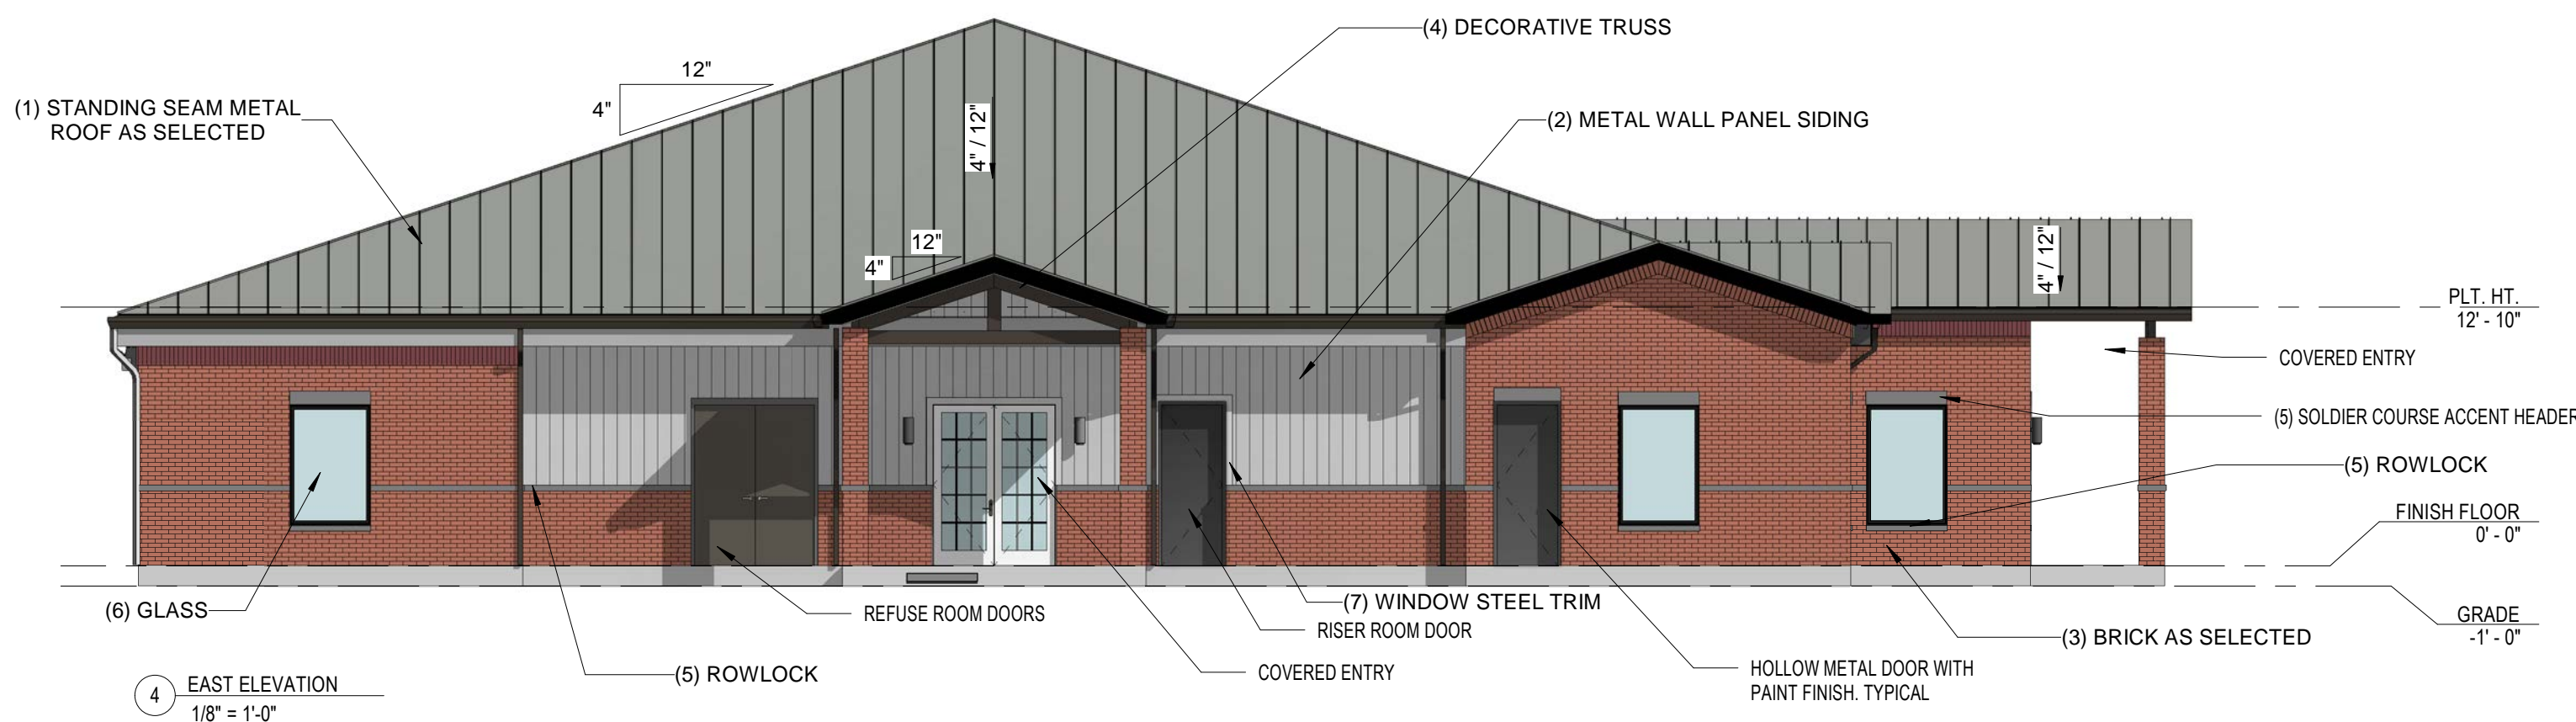 (4) DECORATIVE TRUSS
12"
4"
(1) STANDING SEAM METAL
ROOF AS SELECTED
4" / 12"
(2) METAL WALL PANEL SIDING
12"
4"
4" / 12"
PLT. HT.
12' - 10"
COVERED ENTRY
(5) SOLDIER COURSE ACCENT HEADER
(5) ROWLOCK
FINISH FLOOR
0' - 0"
(6) GLASS
REFUSE ROOM DOORS
(7) WINDOW STEEL TRIM
RISER ROOM DOOR
GRADE
-1' - 0"
(3) BRICK AS SELECTED
(5) ROWLOCK
COVERED ENTRY
HOLLOW METAL DOOR WITH
PAINT FINISH. TYPICAL
4
EAST ELEVATION
1/8" = 1'-0"